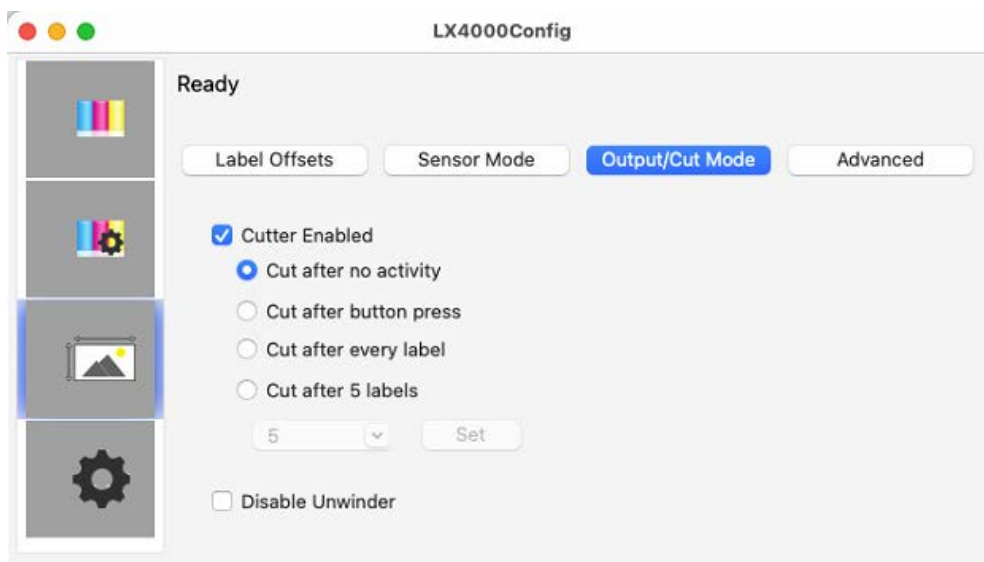 LX4000Config
Ready
Label Offsets Sensor Mode Output/Cut Mode Advanced
Cutter Enabled
Cut after no activity
Cut after button press
Cut after every label
Cut after 5 labels
5 Set
Disable Unwinder